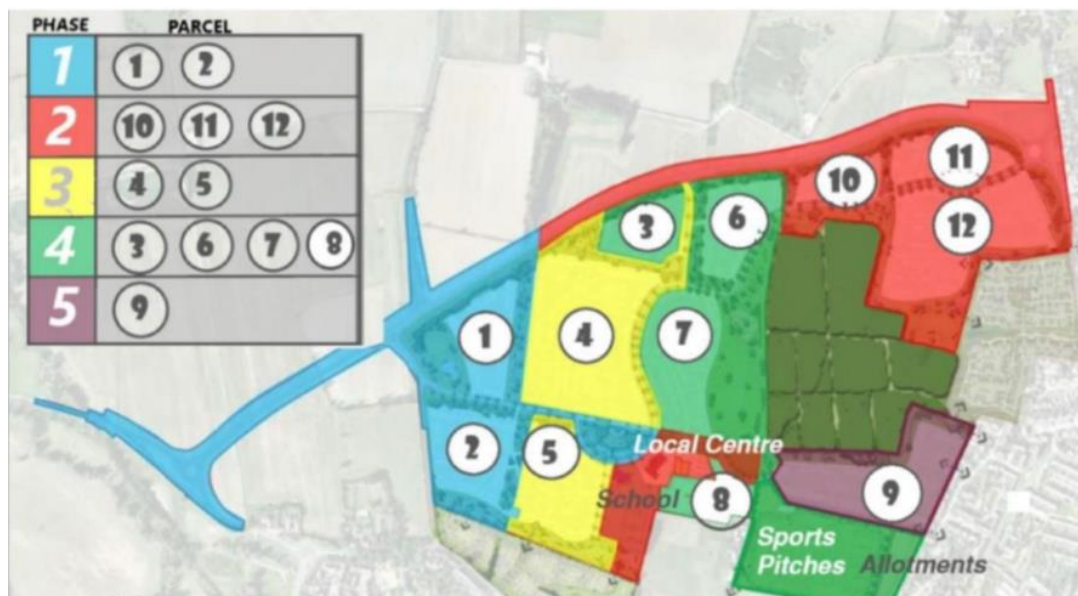 PHASE PARCEL
1 1 2
2 10 11 12
3 4 5
4 3 6 7 8
5 9
11
10
12
6
3
1
4
7
Local Centre
2
5
School
8
9
Sports
Pitches
Allotments